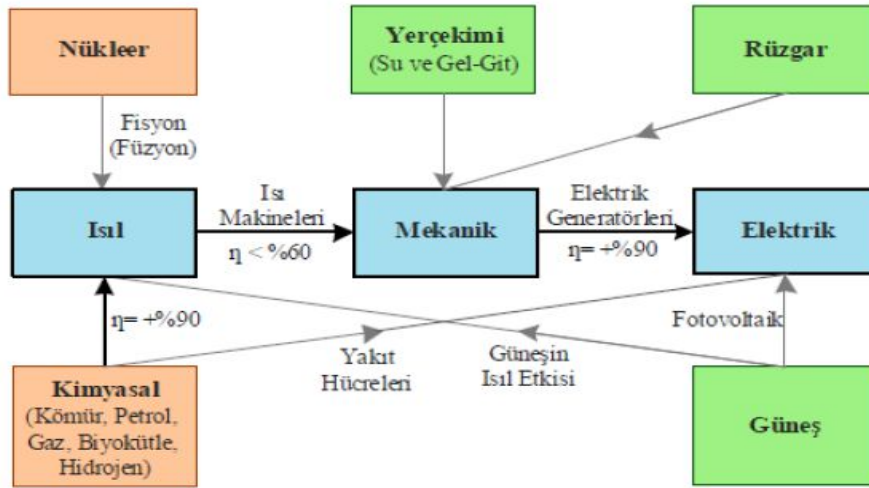 Nükleer
Yerçekimi
(Su ve Gel-Git)
Rüzgar
Fisyon
(Füzyon)
Isıl
Isı
Makineleri
η < %60
Mekanik
Elektrik
Generatörleri
η= +%90
Elektrik
η= +%90
Yakıt
Hücreleri
Güneşin
Isıl Etkisi
Fotovoltaik
Kimyasal
(Kömür, Petrol,
Gaz, Biyokütle,
Hidrojen)
Güneş